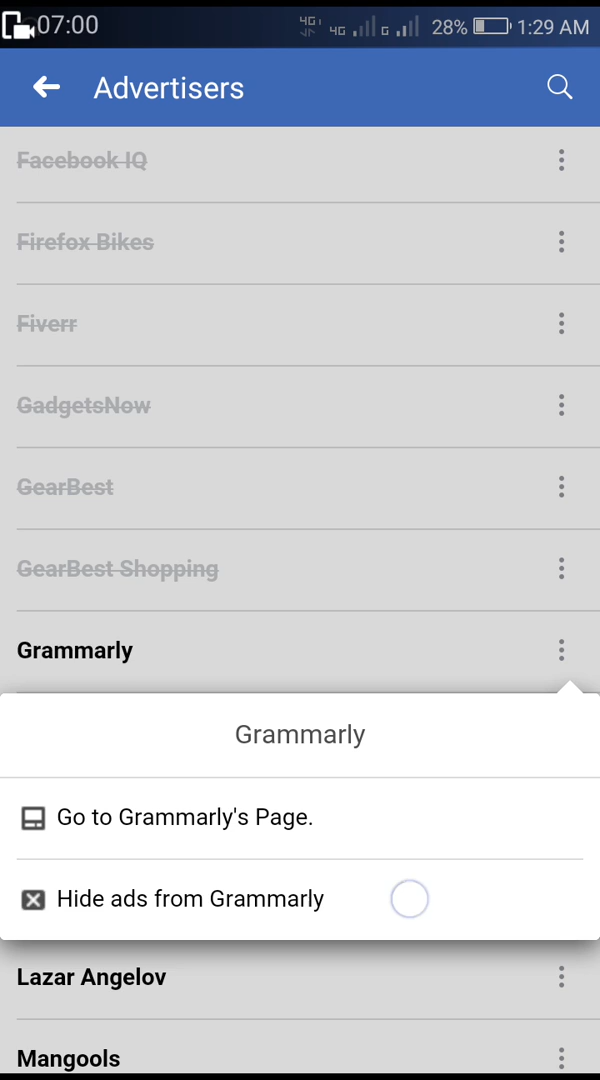 07:00 4G 4G G 28% 1:29 AM
Advertisers
Facebook IQ
Firefox Bikes
Fiverr
GadgetsNow
GearBest
GearBest Shopping
Grammarly
Grammarly
Go to Grammarly's Page.
Hide ads from Grammarly
Lazar Angelov
Mangools